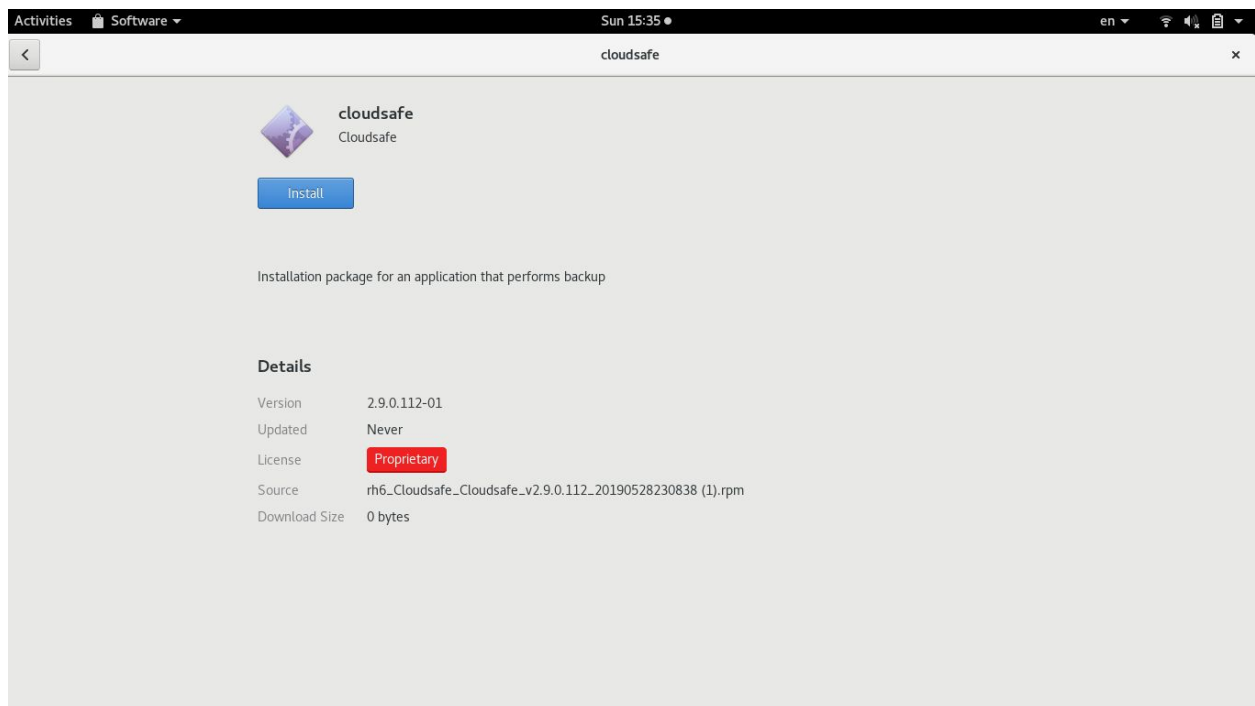 Activities Software Sun 15:35 en
cloudsafe
cloudsafe
Cloudsafe
Install
Installation package for an application that performs backup
Details
Version 2.9.0.112-01
Updated Never
License Proprietary
Source rh6_Cloudsafe_Cloudsafe_v2.9.0.112_20190528230838 (1).rpm
Download Size 0 bytes